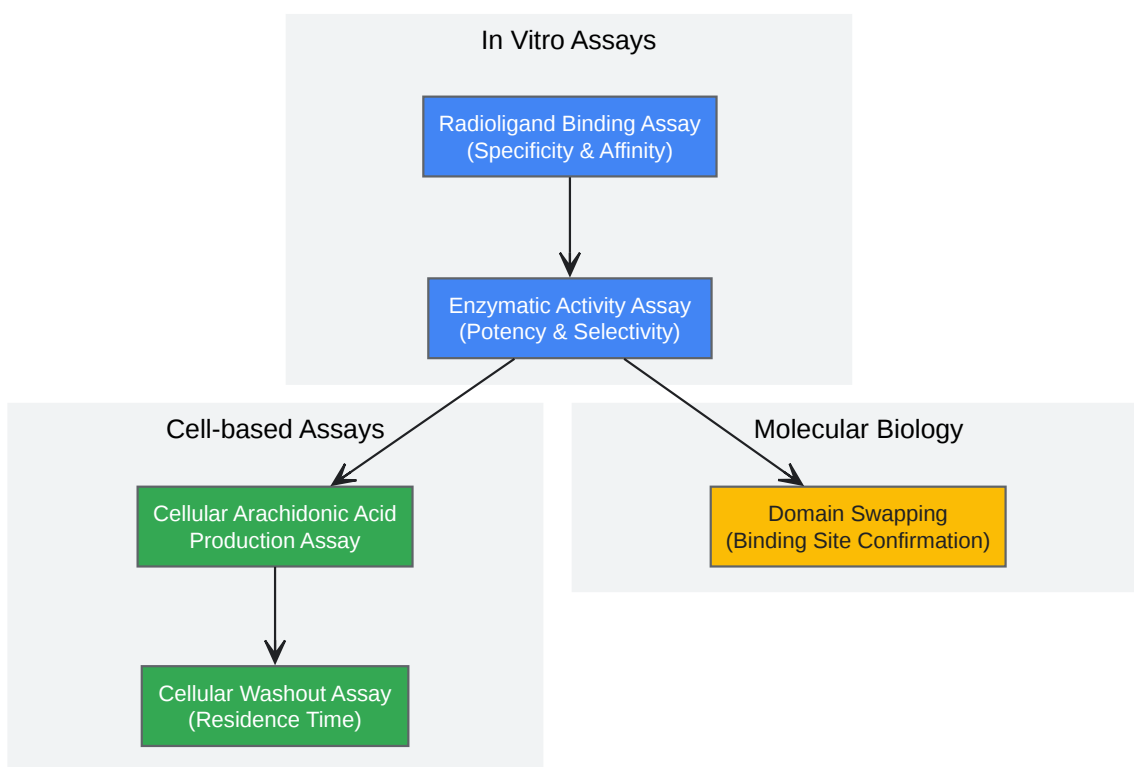 In Vitro Assays
Radioligand Binding Assay
(Specificity & Affinity)
Enzymatic Activity Assay
(Potency & Selectivity)
Cell-based Assays
Cellular Arachidonic Acid
Production Assay
Cellular Washout Assay
(Residence Time)
Molecular Biology
Domain Swapping
(Binding Site Confirmation)